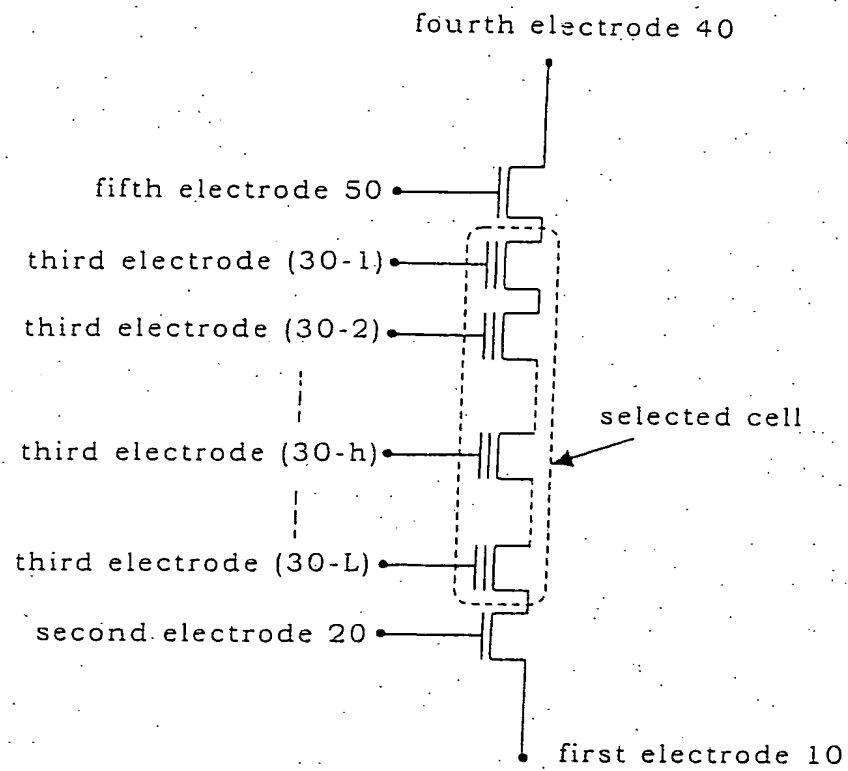 fourth electrode 40
fifth electrode 50
third electrode (30-1)
third electrode (30-2)
selected cell
third electrode (30-h)
third electrode (30-L)
second electrode 20
first electrode 10